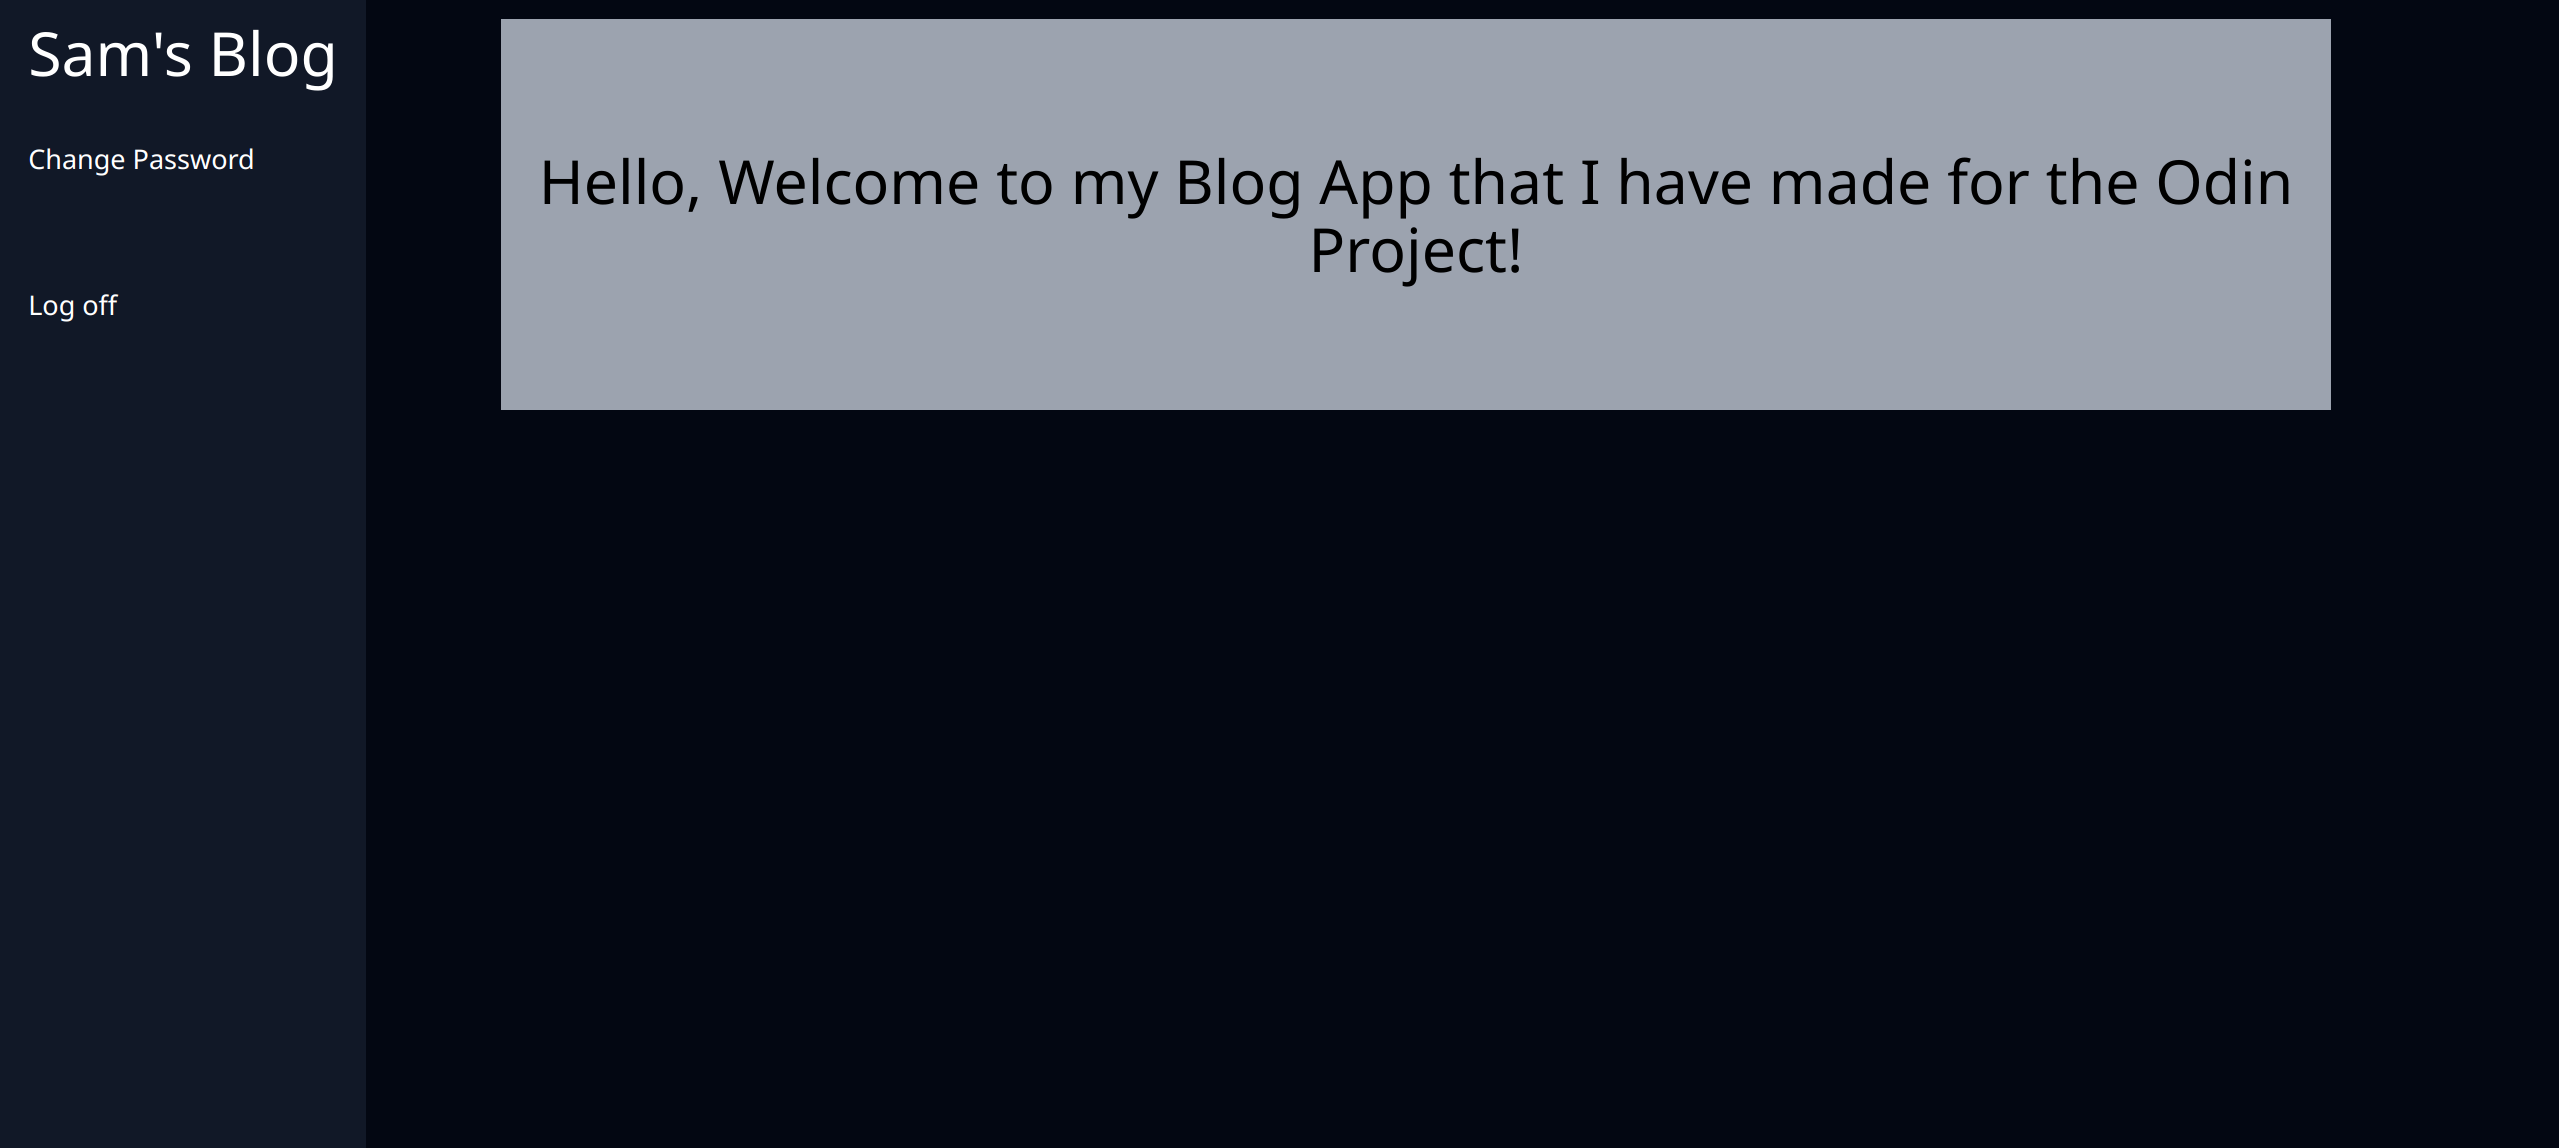 Sam's Blog
Change Password
Log off
Hello, Welcome to my Blog App that I have made for the Odin
Project!